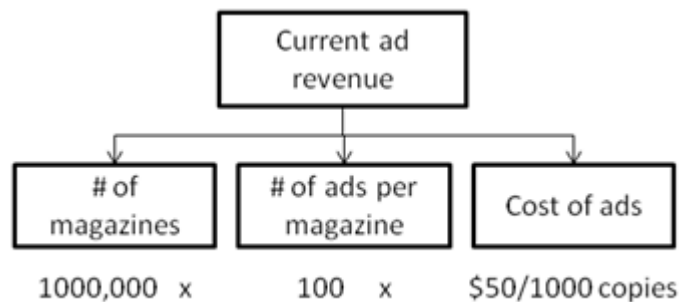 Current ad
revenue
# of
magazines
# of ads per
magazine
Cost of ads
1000,000 x
100 x
$50/1000 copies